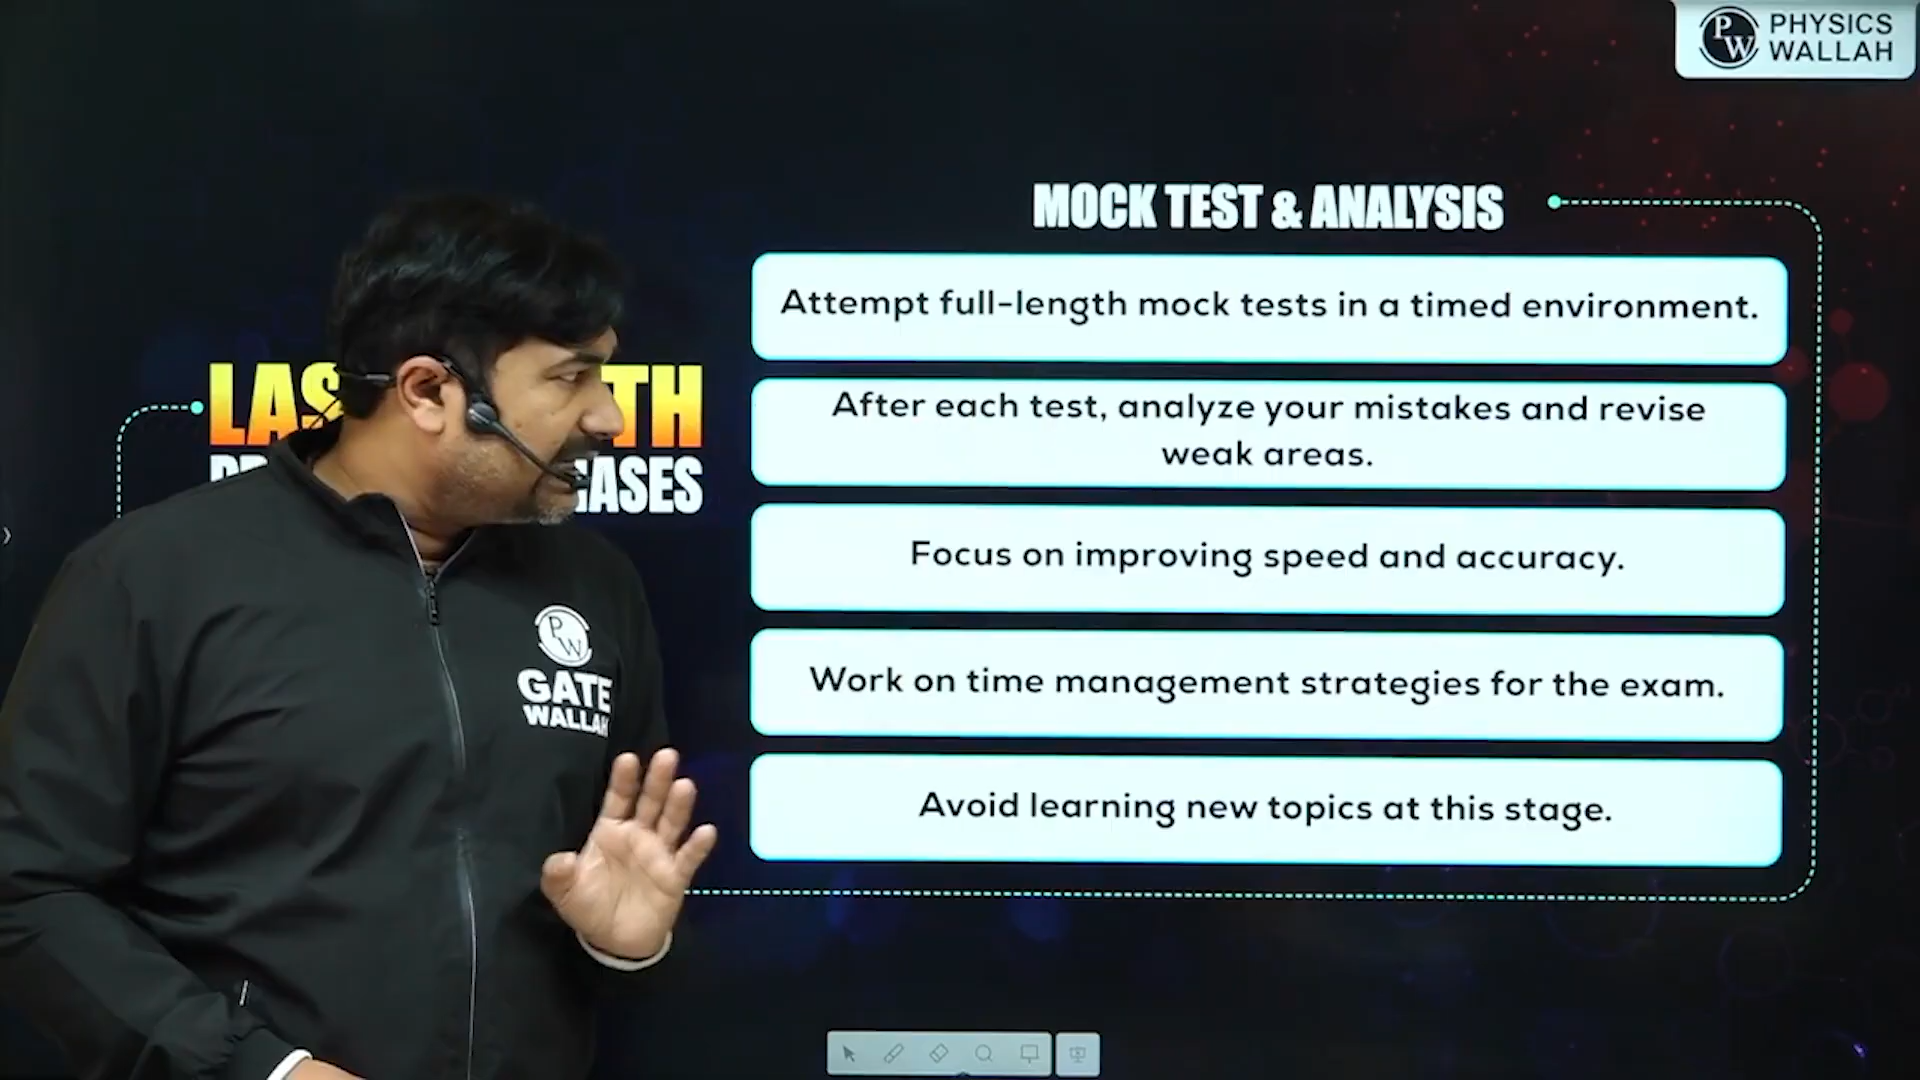 PHYSICS
WALLAH
MOCK TEST & ANALYSIS
Attempt full-length mock tests in a timed environment.
After each test, analyze your mistakes and revise
weak areas.
Focus on improving speed and accuracy.
Work on time management strategies for the exam.
Avoid learning new topics at this stage.
PW
GATE
WALLAH